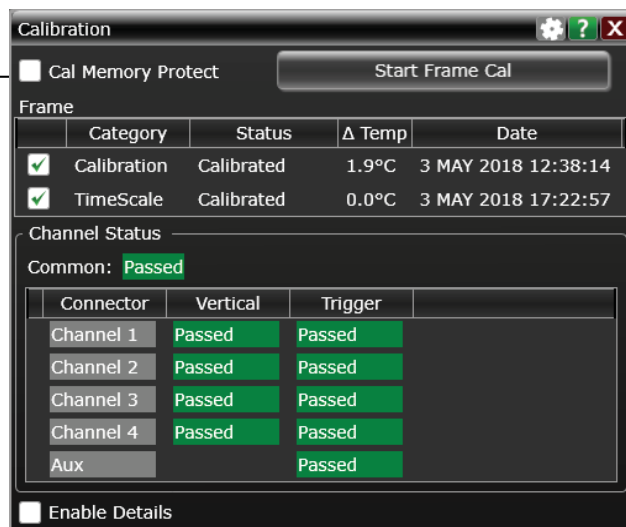 Calibration ?  X
Cal Memory Protect Start Frame Cal
Frame
Category Status Δ Temp Date
Calibration Calibrated 1.9°C 3 MAY 2018 12:38:14
TimeScale Calibrated 0.0°C 3 MAY 2018 17:22:57
Channel Status
Common: Passed
Connector Vertical Trigger
Channel 1 Passed Passed
Channel 2 Passed Passed
Channel 3 Passed Passed
Channel 4 Passed Passed
Aux Passed
Enable Details